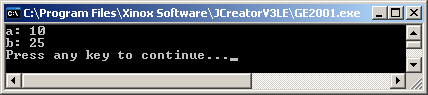 C:\Program Files\Xinox Software\JCreatorV3LE\GE2001.exe
a: 10
b: 25
Press any key to continue..._